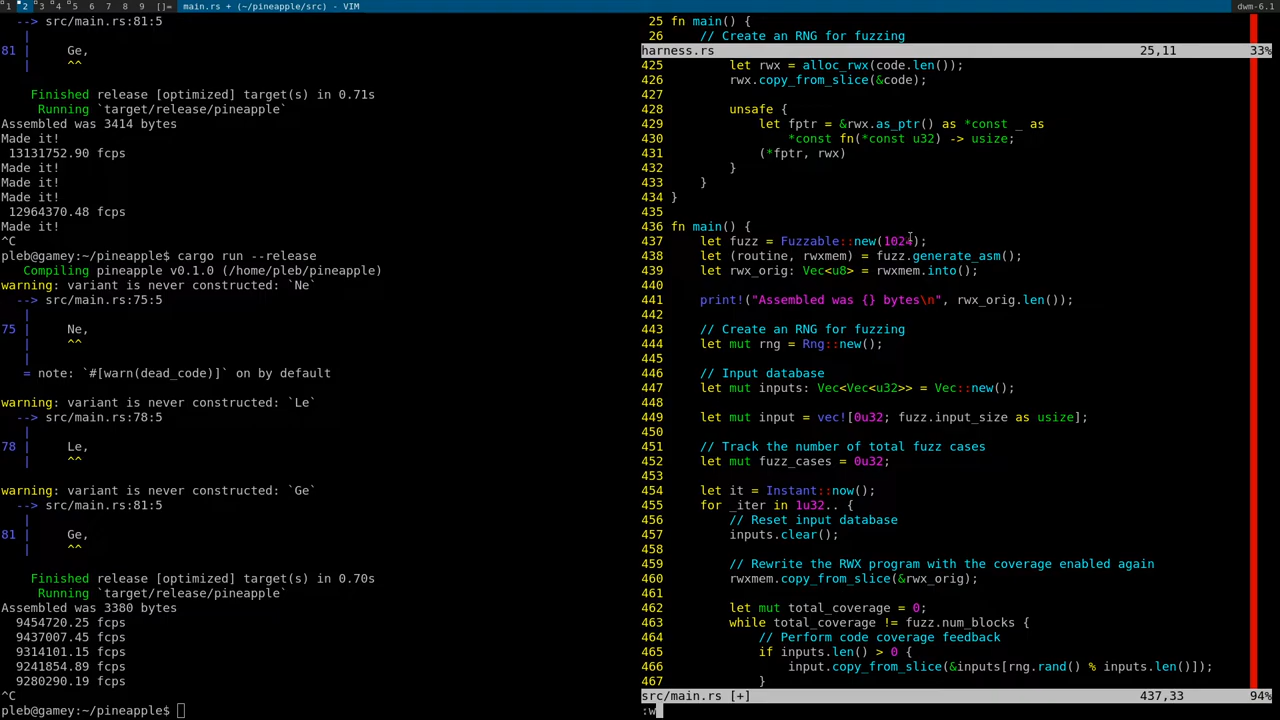 1 2 3 4 5 6 7 8 9 []= main.rs + (~/pineapple/src) - VIM dwm-6.1
--> src/main.rs:81:5
|
81 | Ge,
| ^^
Finished release [optimized] target(s) in 0.71s
Running `target/release/pineapple`
Assembled was 3414 bytes
Made it!
13131752.90 fcps
Made it!
Made it!
Made it!
12964370.48 fcps
Made it!
^C
pleb@gamey:~/pineapple$ cargo run --release
Compiling pineapple v0.1.0 (/home/pleb/pineapple)
warning: variant is never constructed: `Ne`
--> src/main.rs:75:5
|
75 | Ne,
| ^^
|
= note: `#[warn(dead_code)]` on by default
warning: variant is never constructed: `Le`
--> src/main.rs:78:5
|
78 | Le,
| ^^
warning: variant is never constructed: `Ge`
--> src/main.rs:81:5
|
81 | Ge,
| ^^
Finished release [optimized] target(s) in 0.70s
Running `target/release/pineapple`
Assembled was 3380 bytes
9454720.25 fcps
9437007.45 fcps
9314101.15 fcps
9241854.89 fcps
9280290.19 fcps
^C
pleb@gamey:~/pineapple$
25 fn main() {
26 // Create an RNG for fuzzing
harness.rs 25,11 33%
425 let rwx = alloc_rwx(code.len());
426 rwx.copy_from_slice(&code);
427
428 unsafe {
429 let fptr = &rwx.as_ptr() as *const _ as
430 *const fn(*const u32) -> usize;
431 (*fptr, rwx)
432 }
433 }
434 }
435
436 fn main() {
437 let fuzz = Fuzzable::new(1024);
438 let (routine, rwxmem) = fuzz.generate_asm();
439 let rwx_orig: Vec<u8> = rwxmem.into();
440
441 print!("Assembled was {} bytes\n", rwx_orig.len());
442
443 // Create an RNG for fuzzing
444 let mut rng = Rng::new();
445
446 // Input database
447 let mut inputs: Vec<Vec<u32>> = Vec::new();
448
449 let mut input = vec![0u32; fuzz.input_size as usize];
450
451 // Track the number of total fuzz cases
452 let mut fuzz_cases = 0u32;
453
454 let it = Instant::now();
455 for _iter in 1u32.. {
456 // Reset input database
457 inputs.clear();
458
459 // Rewrite the RWX program with the coverage enabled again
460 rwxmem.copy_from_slice(&rwx_orig);
461
462 let mut total_coverage = 0;
463 while total_coverage != fuzz.num_blocks {
464 // Perform code coverage feedback
465 if inputs.len() > 0 {
466 input.copy_from_slice(&inputs[rng.rand() % inputs.len()]);
467 }
src/main.rs [+] 437,33 94%
:w